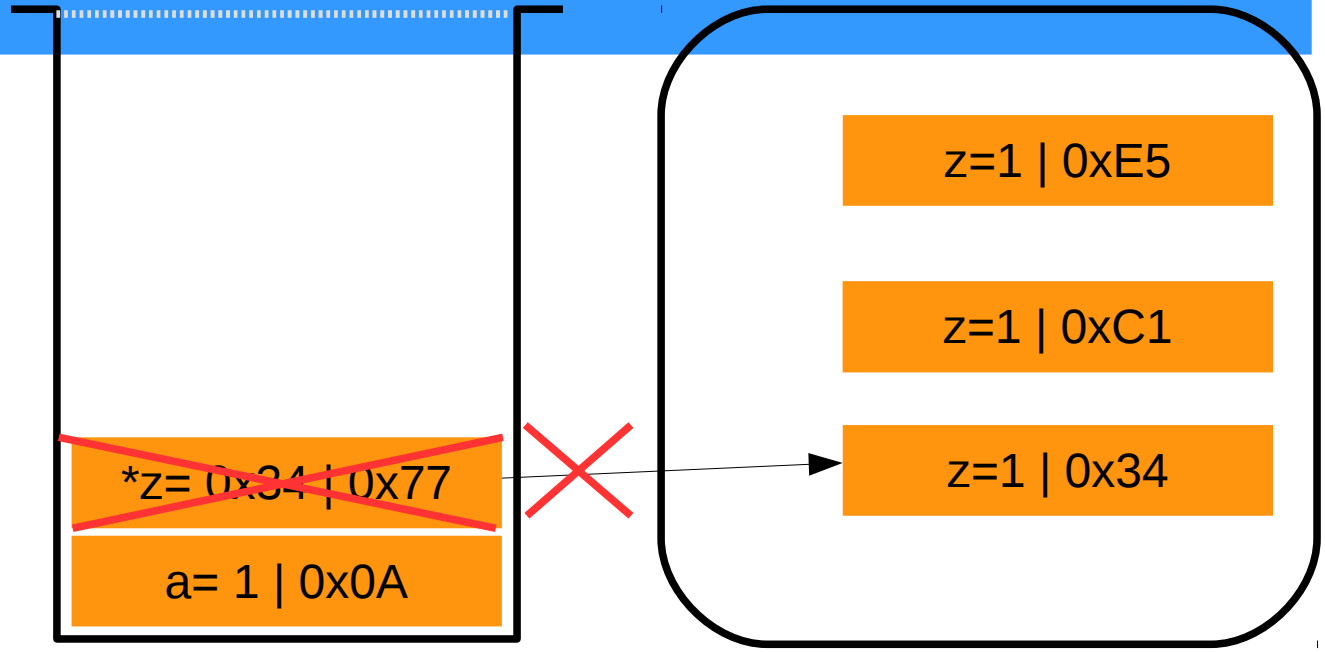 z=1 | 0xE5
z=1 | 0xC1
*z= 0x34 | 0x77
z=1 | 0x34
a= 1 | 0x0A